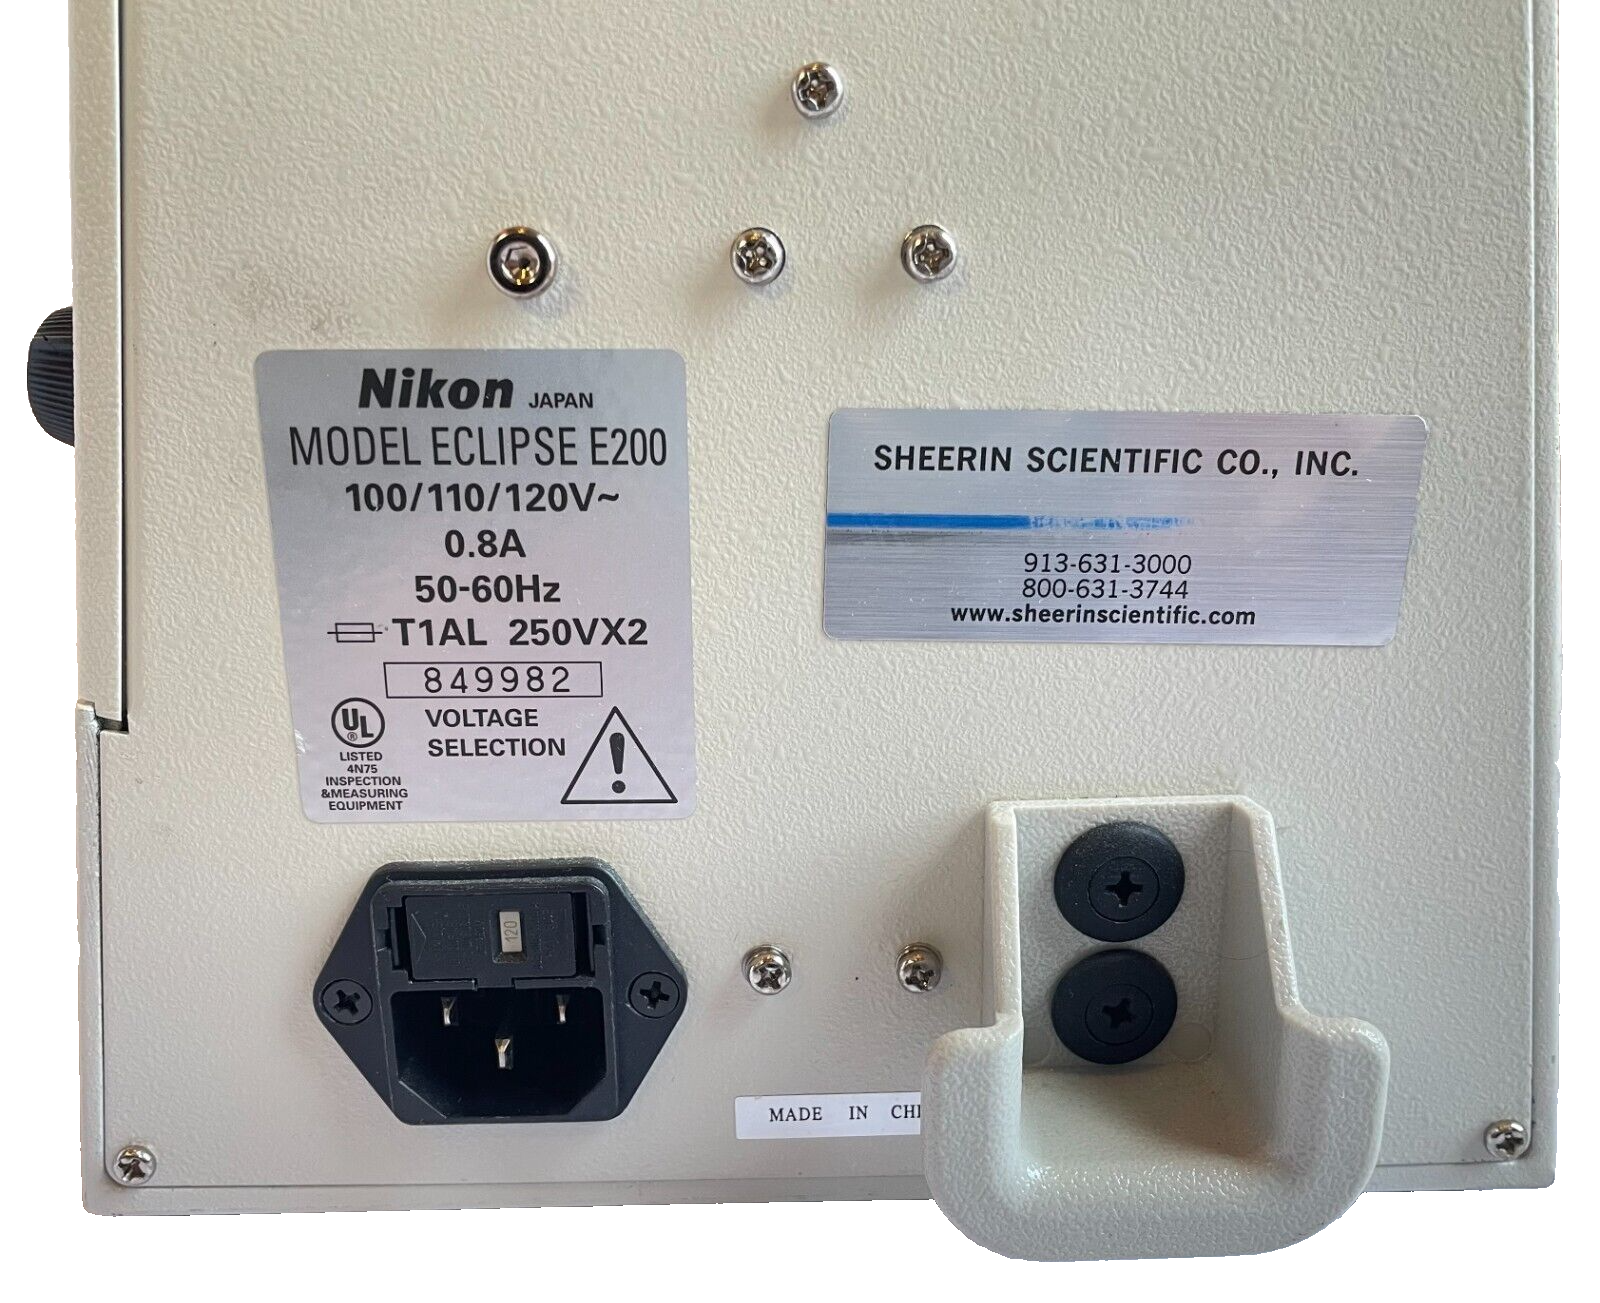 Nikon JAPAN
MODEL ECLIPSE E200
100/110/120V~
0.8A
50-60Hz
T1AL 250VX2
849982
UL
®
LISTED
4N75
INSPECTION
&MEASURING
EQUIPMENT
VOLTAGE
SELECTION
!
SHEERIN SCIENTIFIC CO., INC.
913-631-3000
800-631-3744
www.sheerinscientific.com
120
MADE IN CHI